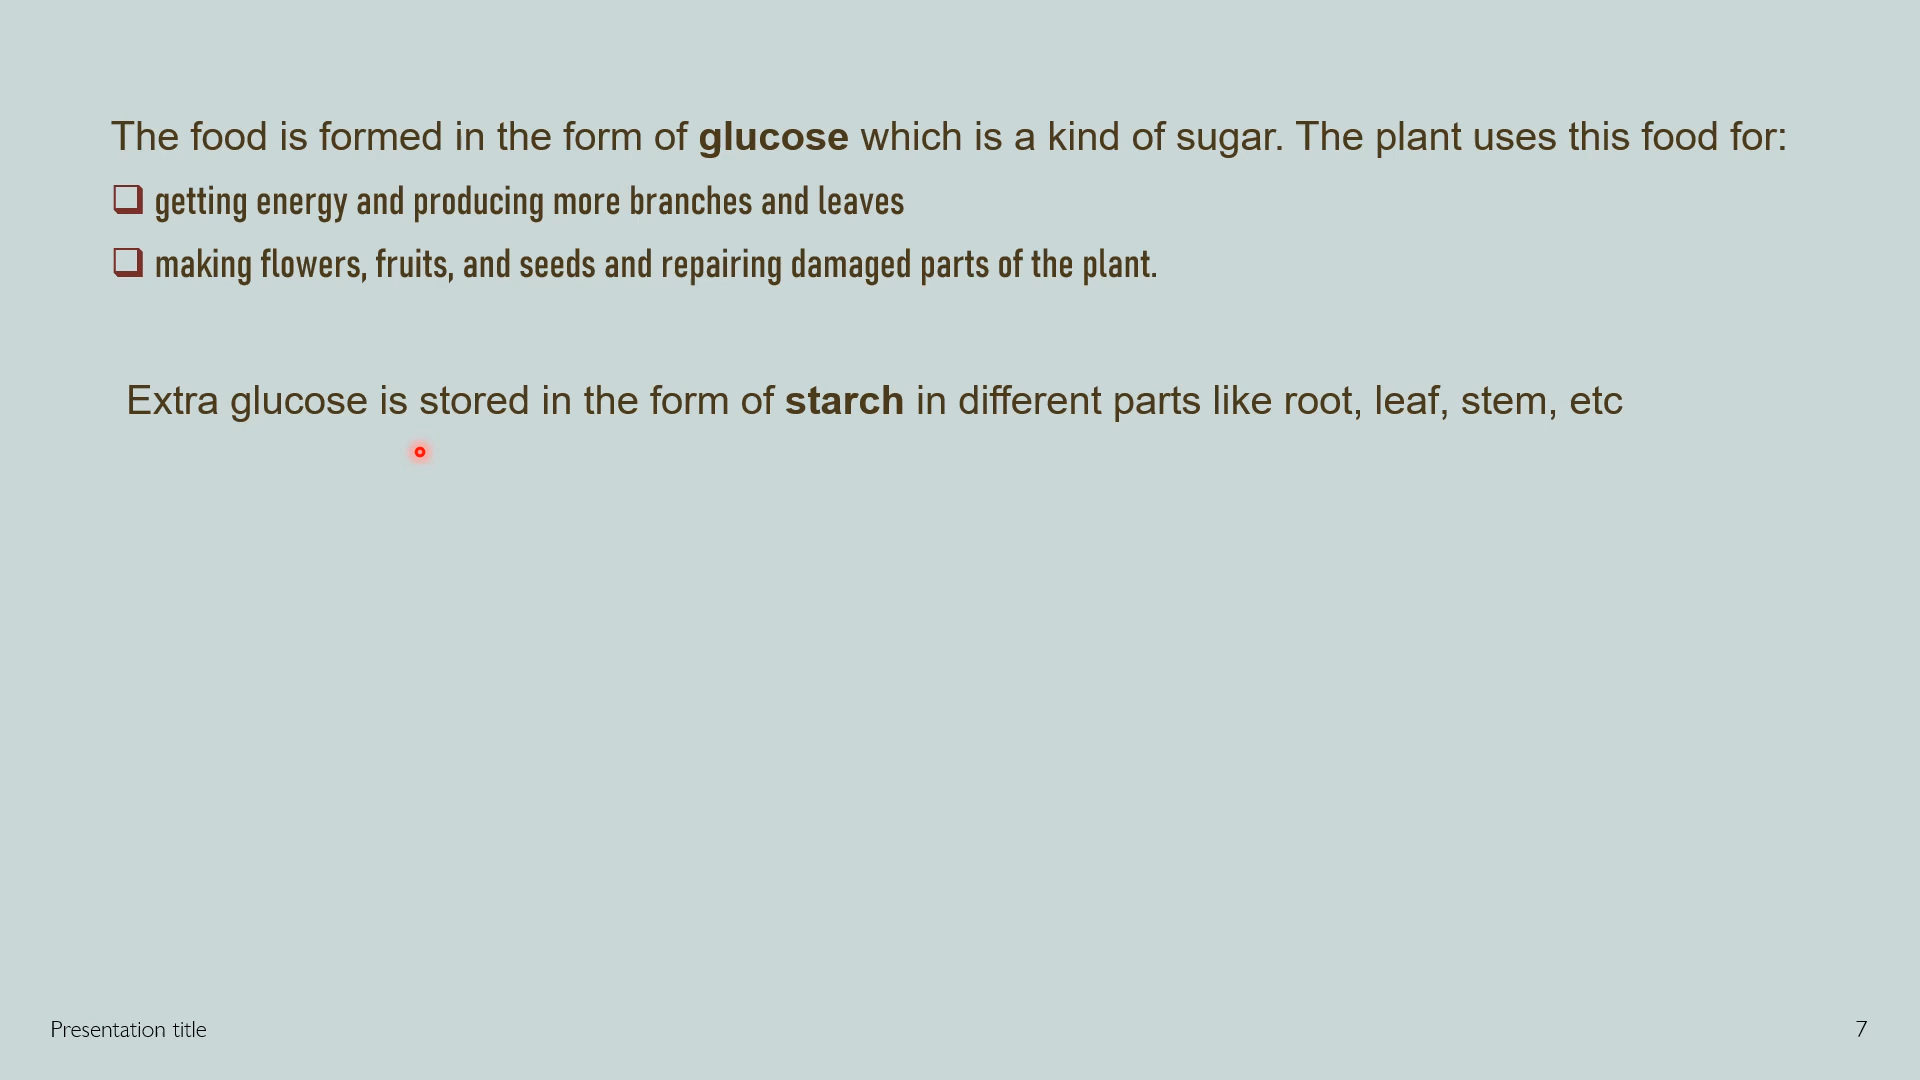 The food is formed in the form of glucose which is a kind of sugar. The plant uses this food for:
getting energy and producing more branches and leaves
making flowers, fruits, and seeds and repairing damaged parts of the plant.
Extra glucose is stored in the form of starch in different parts like root, leaf, stem, etc
Presentation title
7